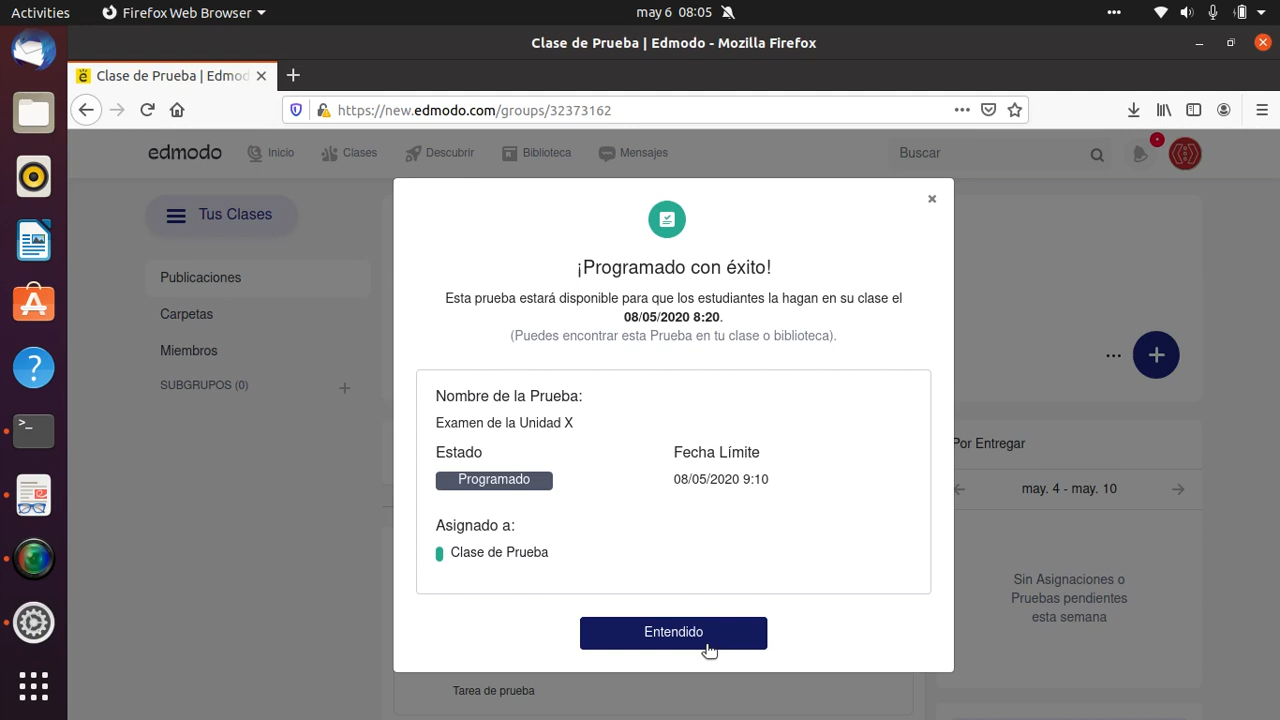 Activities
Firefox Web Browser
may 6 08:05
Clase de Prueba | Edmodo - Mozilla Firefox
Clase de Prueba | Edmod
https://new.edmodo.com/groups/32373162
edmodo
Inicio
Clases
Descubrir
Biblioteca
Mensajes
Buscar
Tus Clases
Publicaciones
Carpetas
Miembros
SUBGRUPOS (0)
¡Programado con éxito!
Esta prueba estará disponible para que los estudiantes la hagan en su clase el
08/05/2020 8:20.
(Puedes encontrar esta Prueba en tu clase o biblioteca).
Nombre de la Prueba:
Examen de la Unidad X
Estado
Fecha Límite
Programado
08/05/2020 9:10
Asignado a:
Clase de Prueba
Entendido
Por Entregar
may. 4 - may. 10
Sin Asignaciones o
Pruebas pendientes
esta semana
Tarea de prueba